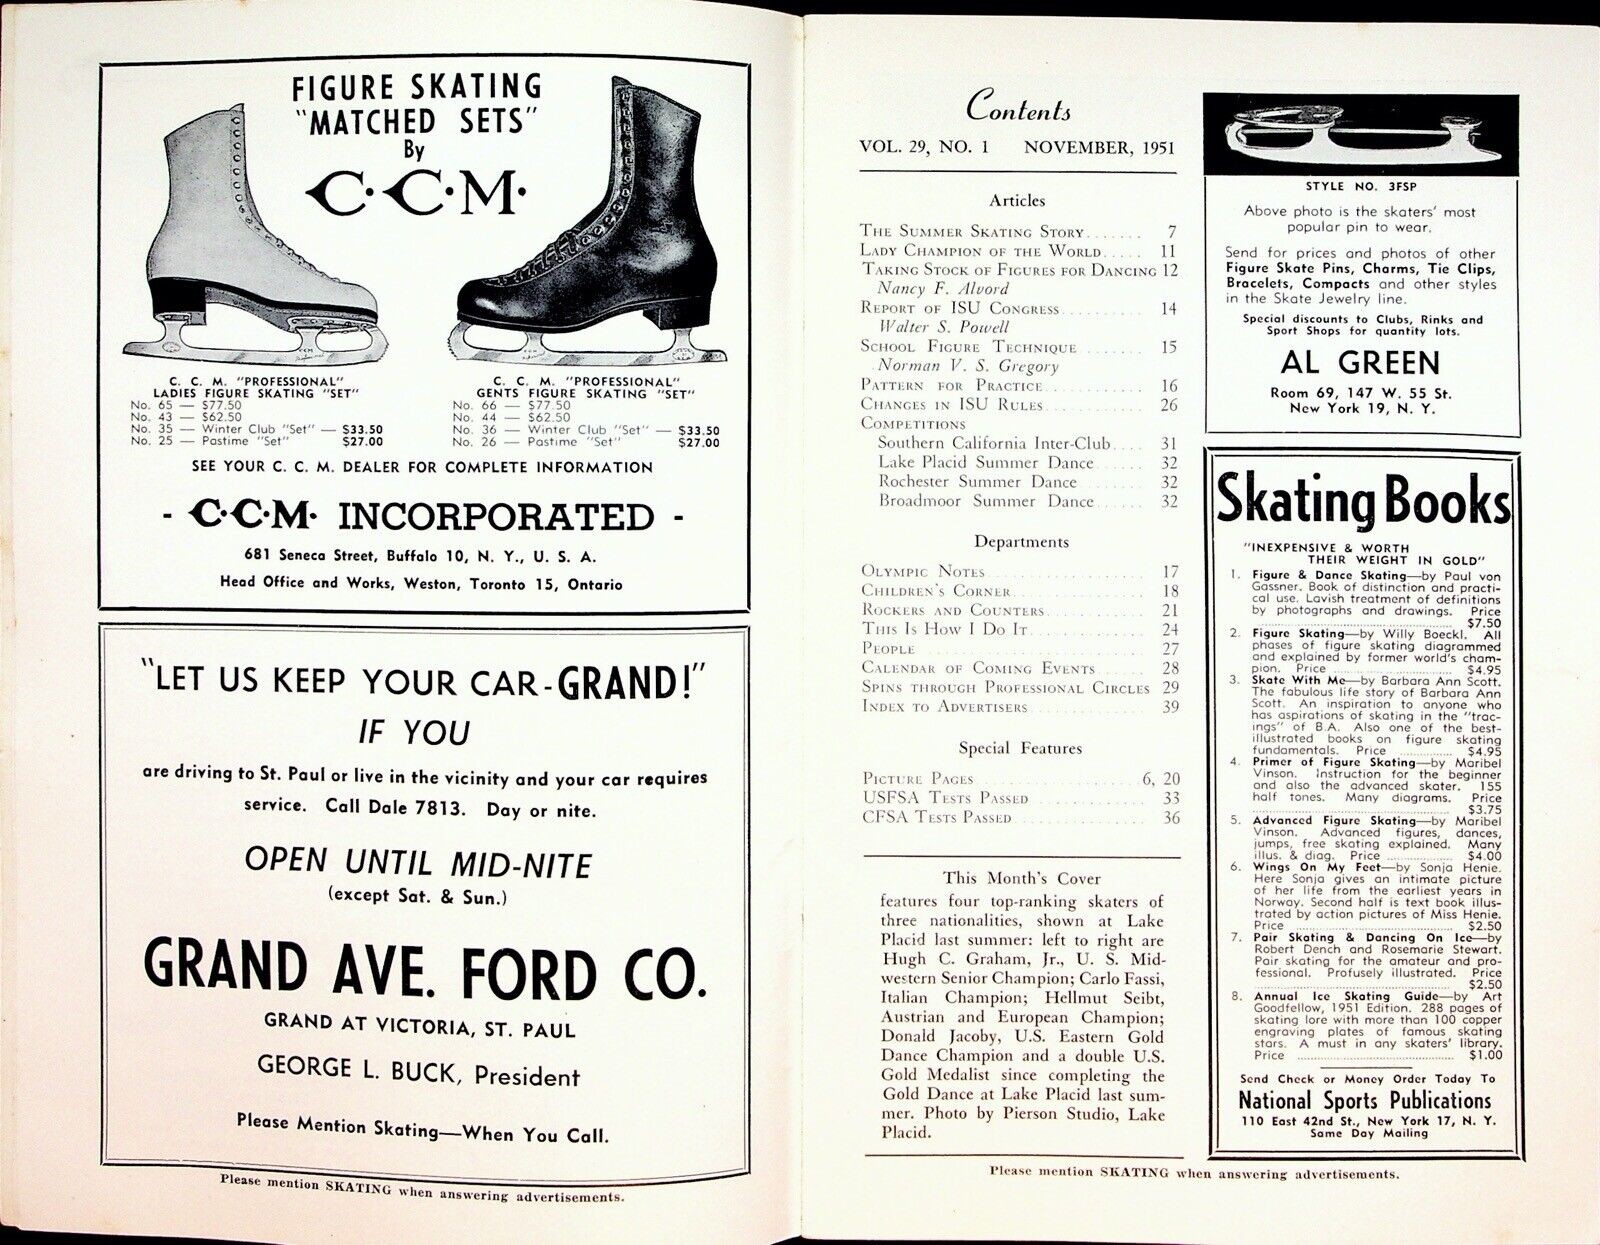 FIGURE SKATING
"MATCHED SETS"
By
C·C·M·
C. C. M. "PROFESSIONAL"
LADIES FIGURE SKATING "SET"
No. 65 — $77.50
No. 43 — $62.50
No. 35 — Winter Club "Set" — $33.50
No. 25 — Pastime "Set" $27.00
C. C. M. "PROFESSIONAL"
GENTS FIGURE SKATING "SET"
No. 66 — $77.50
No. 44 — $62.50
No. 36 — Winter Club "Set" — $33.50
No. 26 — Pastime "Set" $27.00
SEE YOUR C. C. M. DEALER FOR COMPLETE INFORMATION
- C·C·M· INCORPORATED -
681 Seneca Street, Buffalo 10, N. Y., U. S. A.
Head Office and Works, Weston, Toronto 15, Ontario
"LET US KEEP YOUR CAR-GRAND!"
IF YOU
are driving to St. Paul or live in the vicinity and your car requires
service. Call Dale 7813. Day or nite.
OPEN UNTIL MID-NITE
(except Sat. & Sun.)
GRAND AVE. FORD CO.
GRAND AT VICTORIA, ST. PAUL
GEORGE L. BUCK, President
Please Mention Skating—When You Call.
Please mention SKATING when answering advertisements.
Contents
VOL. 29, NO. 1 NOVEMBER, 1951
Articles
THE SUMMER SKATING STORY ....... 7
LADY CHAMPION OF THE WORLD ..... 11
TAKING STOCK OF FIGURES FOR DANCING 12
Nancy F. Alvord
REPORT OF ISU CONGRESS ........... 14
Walter S. Powell
SCHOOL FIGURE TECHNIQUE ........ 15
Norman V. S. Gregory
PATTERN FOR PRACTICE ............. 16
CHANGES IN ISU RULES ............. 26
COMPETITIONS
Southern California Inter-Club .... 31
Lake Placid Summer Dance ...... 32
Rochester Summer Dance ........ 32
Broadmoor Summer Dance ....... 32
Departments
OLYMPIC NOTES .................. 17
CHILDREN'S CORNER ............... 18
ROCKERS AND COUNTERS ............ 21
THIS IS HOW I DO IT .............. 24
PEOPLE ......................... 27
CALENDAR OF COMING EVENTS ...... 28
SPINS THROUGH PROFESSIONAL CIRCLES 29
INDEX TO ADVERTISERS ............. 39
Special Features
PICTURE PAGES .................. 6, 20
USFSA TESTS PASSED .............. 33
CFSA TESTS PASSED ............... 36
This Month's Cover
features four top-ranking skaters of
three nationalities, shown at Lake
Placid last summer: left to right are
Hugh C. Graham, Jr., U. S. Mid-
western Senior Champion; Carlo Fassi,
Italian Champion; Hellmut Seibt,
Austrian and European Champion;
Donald Jacoby, U.S. Eastern Gold
Dance Champion and a double U.S.
Gold Medalist since completing the
Gold Dance at Lake Placid last sum-
mer. Photo by Pierson Studio, Lake
Placid.
STYLE NO. 3FSP
Above photo is the skaters' most
popular pin to wear.
Send for prices and photos of other
Figure Skate Pins, Charms, Tie Clips,
Bracelets, Compacts and other styles
in the Skate Jewelry line.
Special discounts to Clubs, Rinks and
Sport Shops for quantity lots.
AL GREEN
Room 69, 147 W. 55 St.
New York 19, N. Y.
Skating Books
"INEXPENSIVE & WORTH
THEIR WEIGHT IN GOLD"
1. Figure & Dance Skating—by Paul von
Gassner. Book of distinction and practi-
cal use. Lavish treatment of definitions
by photographs and drawings. Price
$7.50
2. Figure Skating—by Willy Boeckl. All
phases of figure skating diagrammed
and explained by former world's cham-
pion. Price ........ $4.95
3. Skate With Me—by Barbara Ann Scott.
The fabulous life story of Barbara Ann
Scott. An inspiration to anyone who
has aspirations of skating in the "trac-
ings" of B.A. Also one of the best-
illustrated books on figure skating
fundamentals. Price ........ $4.95
4. Primer of Figure Skating—by Maribel
Vinson. Instruction for the beginner
and also the advanced skater. 155
half tones. Many diagrams. Price
$3.75
5. Advanced Figure Skating—by Maribel
Vinson. Advanced figures, dances,
jumps, free skating explained. Many
illus. & diag. Price ........ $4.00
6. Wings On My Feet—by Sonja Henie.
Here Sonja gives an intimate picture
of her life from the earliest years in
Norway. Second half is text book illus-
trated by action pictures of Miss Henie.
Price ........ $2.50
7. Pair Skating & Dancing On Ice—by
Robert Dench and Rosemarie Stewart.
Pair skating for the amateur and pro-
fessional. Profusely illustrated. Price
$2.50
8. Annual Ice Skating Guide—by Art
Goodfellow, 1951 Edition. 288 pages of
skating lore with more than 100 copper
engraving plates of famous skating
stars. A must in any skaters' library.
Price ........ $1.00
Send Check or Money Order Today To
National Sports Publications
110 East 42nd St., New York 17, N. Y.
Same Day Mailing
Please mention SKATING when answering advertisements.